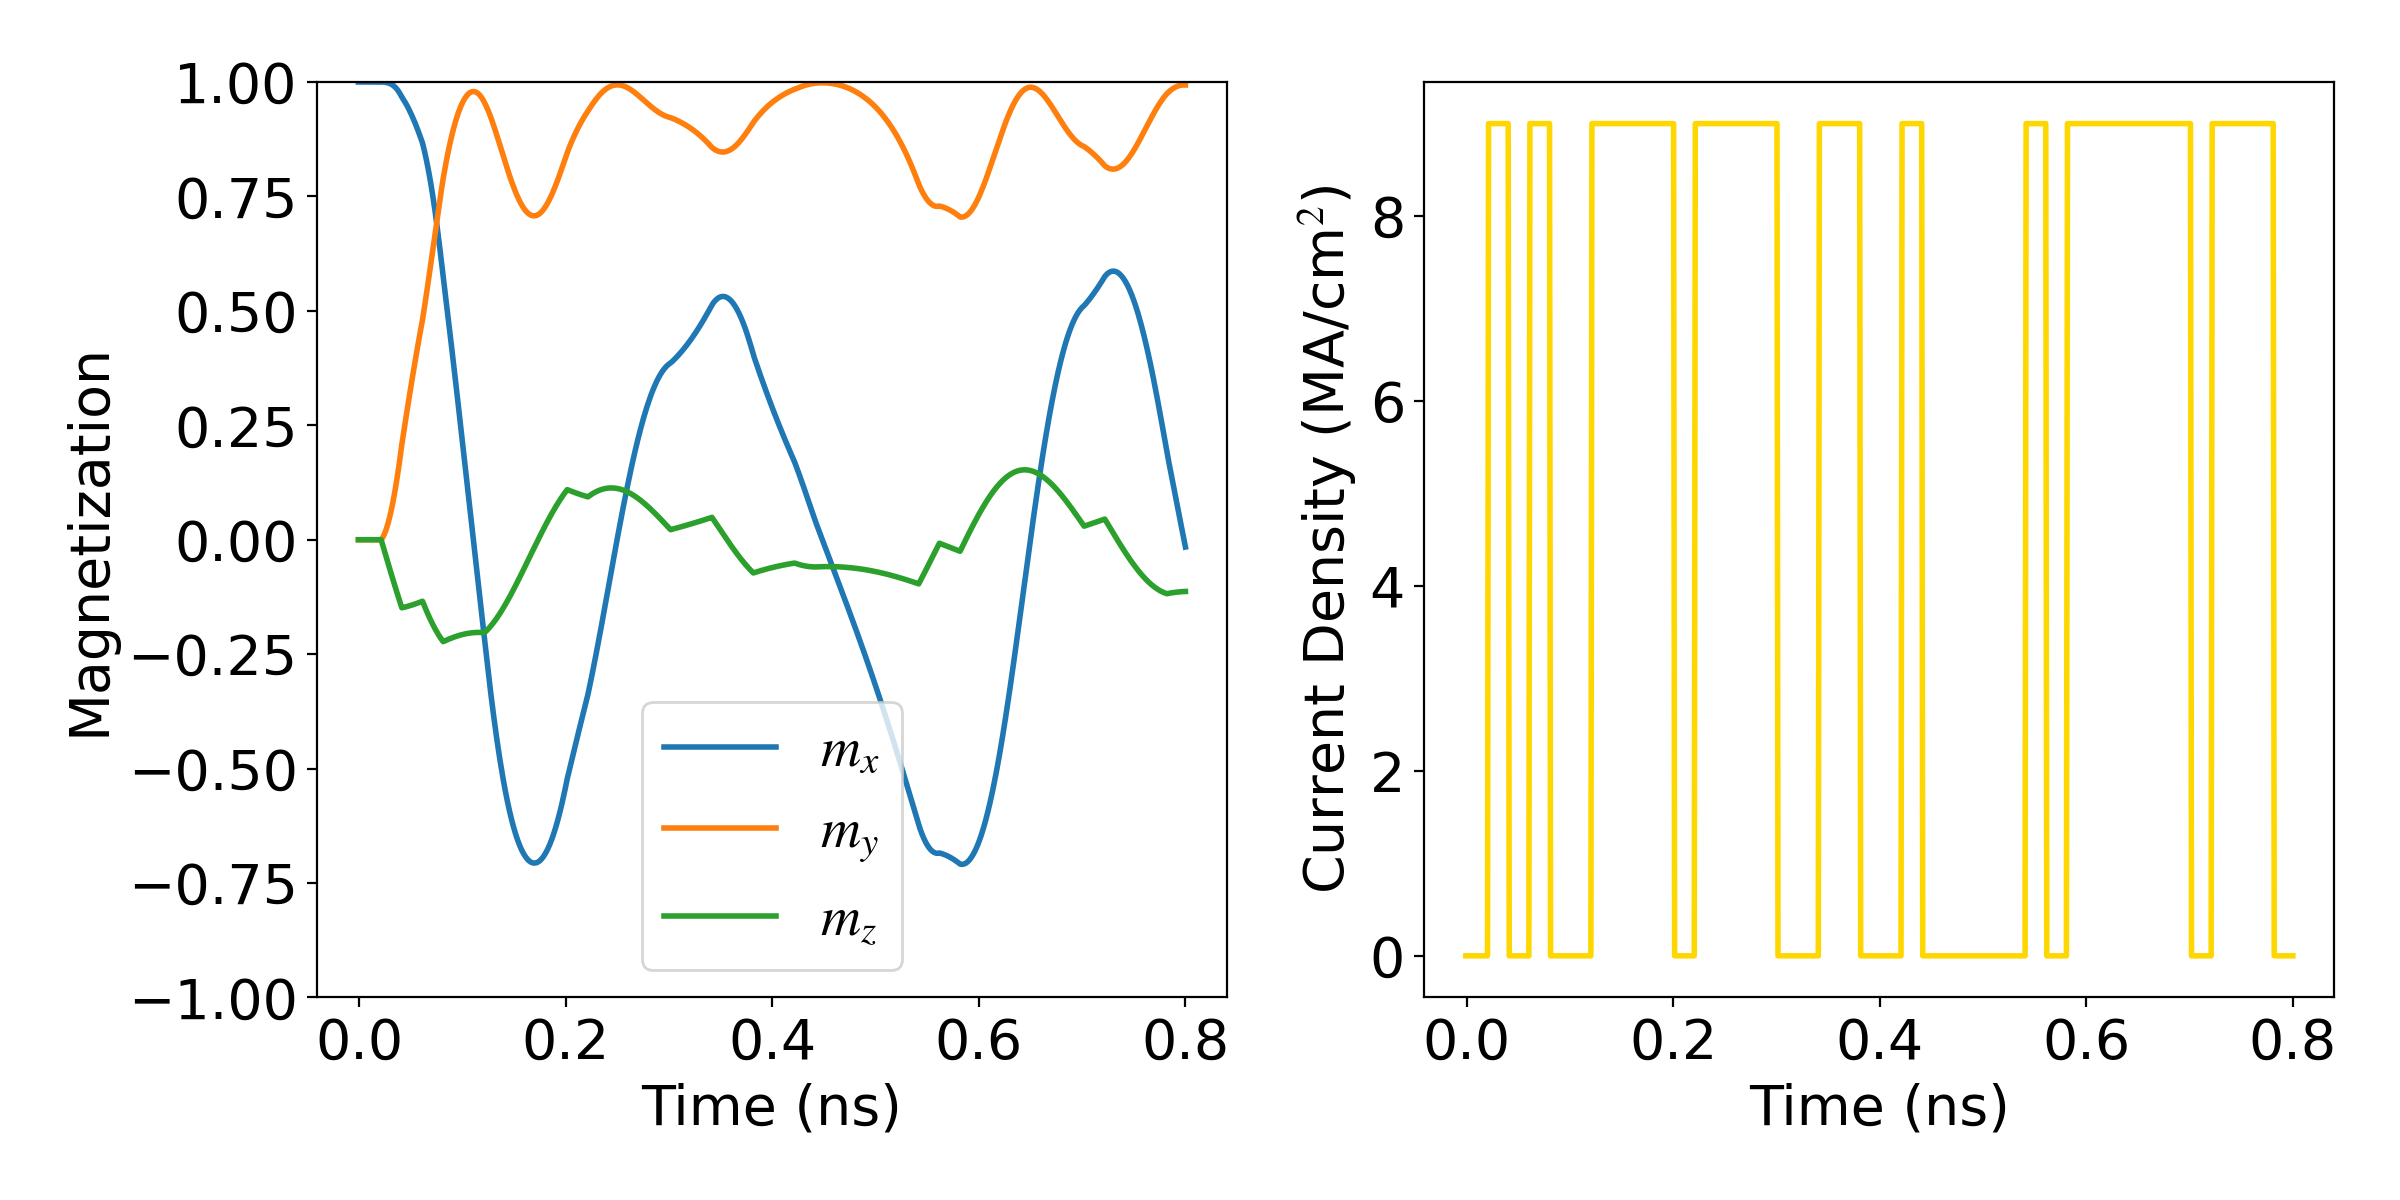 Magnetization
1.00
0.75
0.50
0.25
0.00
−0.25
−0.50
−0.75
−1.00
0.0 0.2 0.4 0.6 0.8
Time (ns)
m_x
m_y
m_z
Current Density (MA/cm²)
8
6
4
2
0
0.0 0.2 0.4 0.6 0.8
Time (ns)